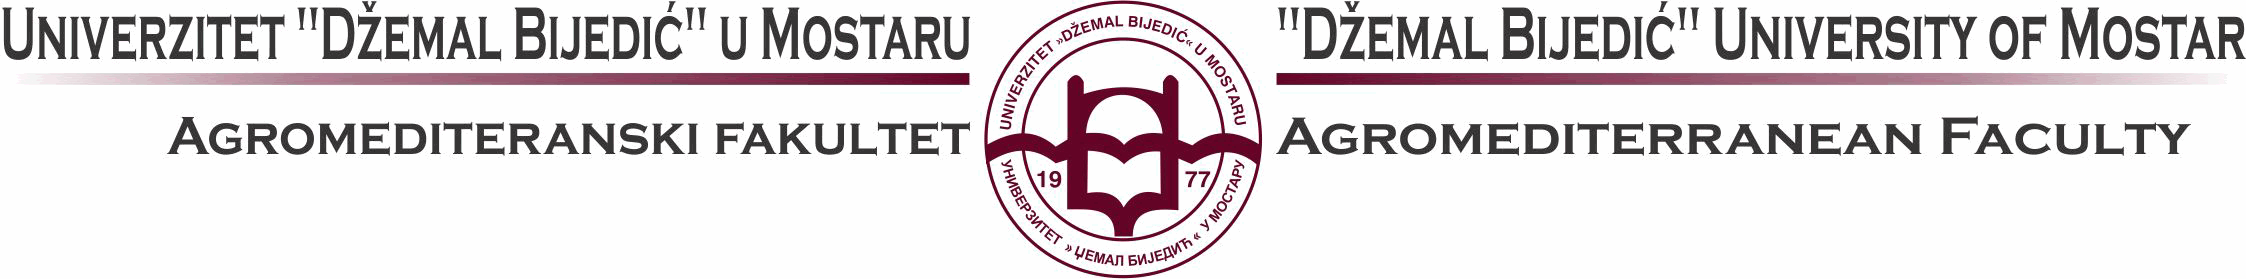 UNIVERZITET "DŽEMAL BIJEDIĆ" U MOSTARU
AGROMEDITERANSKI FAKULTET
UNIVERZITET »DŽEMAL BIJEDIĆ« U MOSTARU
19 77
УНИВЕРЗИТЕТ »ЏЕМАЛ БИЈЕДИЋ« У МОСТАРУ
"DŽEMAL BIJEDIĆ" UNIVERSITY OF MOSTAR
AGROMEDITERRANEAN FACULTY